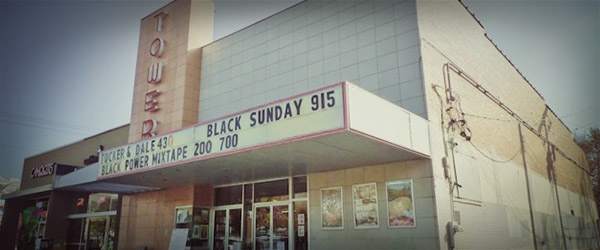 TOWER
TUCKER & DALE 430
BLACK SUNDAY 915
BLACK POWER MIXTAPE 200 700